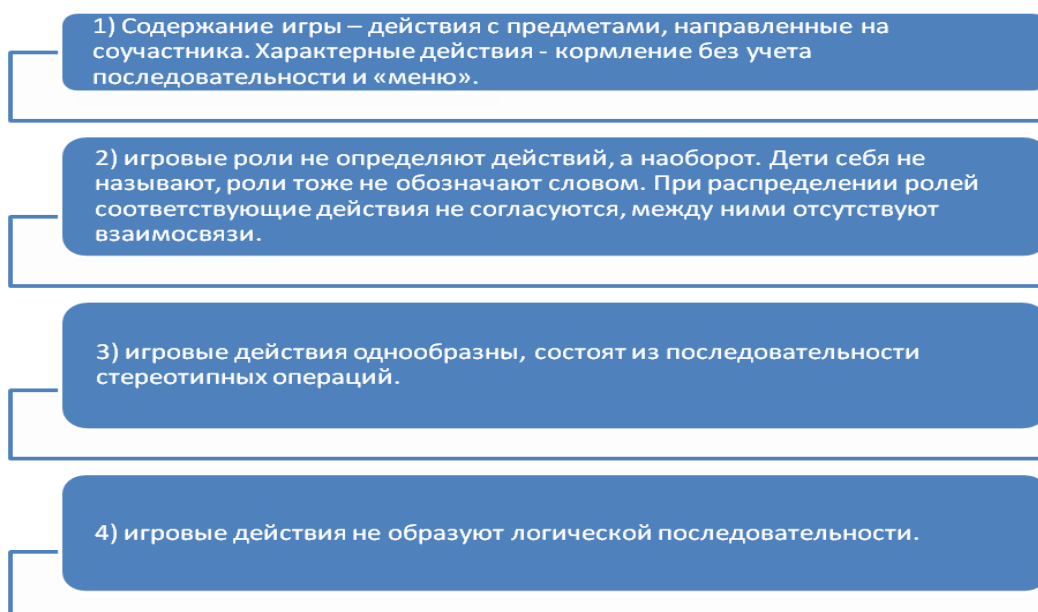 1) Содержание игры – действия с предметами, направленные на
соучастника. Характерные действия - кормление без учета
последовательности и «меню».
2) игровые роли не определяют действий, а наоборот. Дети себя не
называют, роли тоже не обозначают словом. При распределении ролей
соответствующие действия не согласуются, между ними отсутствуют
взаимосвязи.
3) игровые действия однообразны, состоят из последовательности
стереотипных операций.
4) игровые действия не образуют логической последовательности.